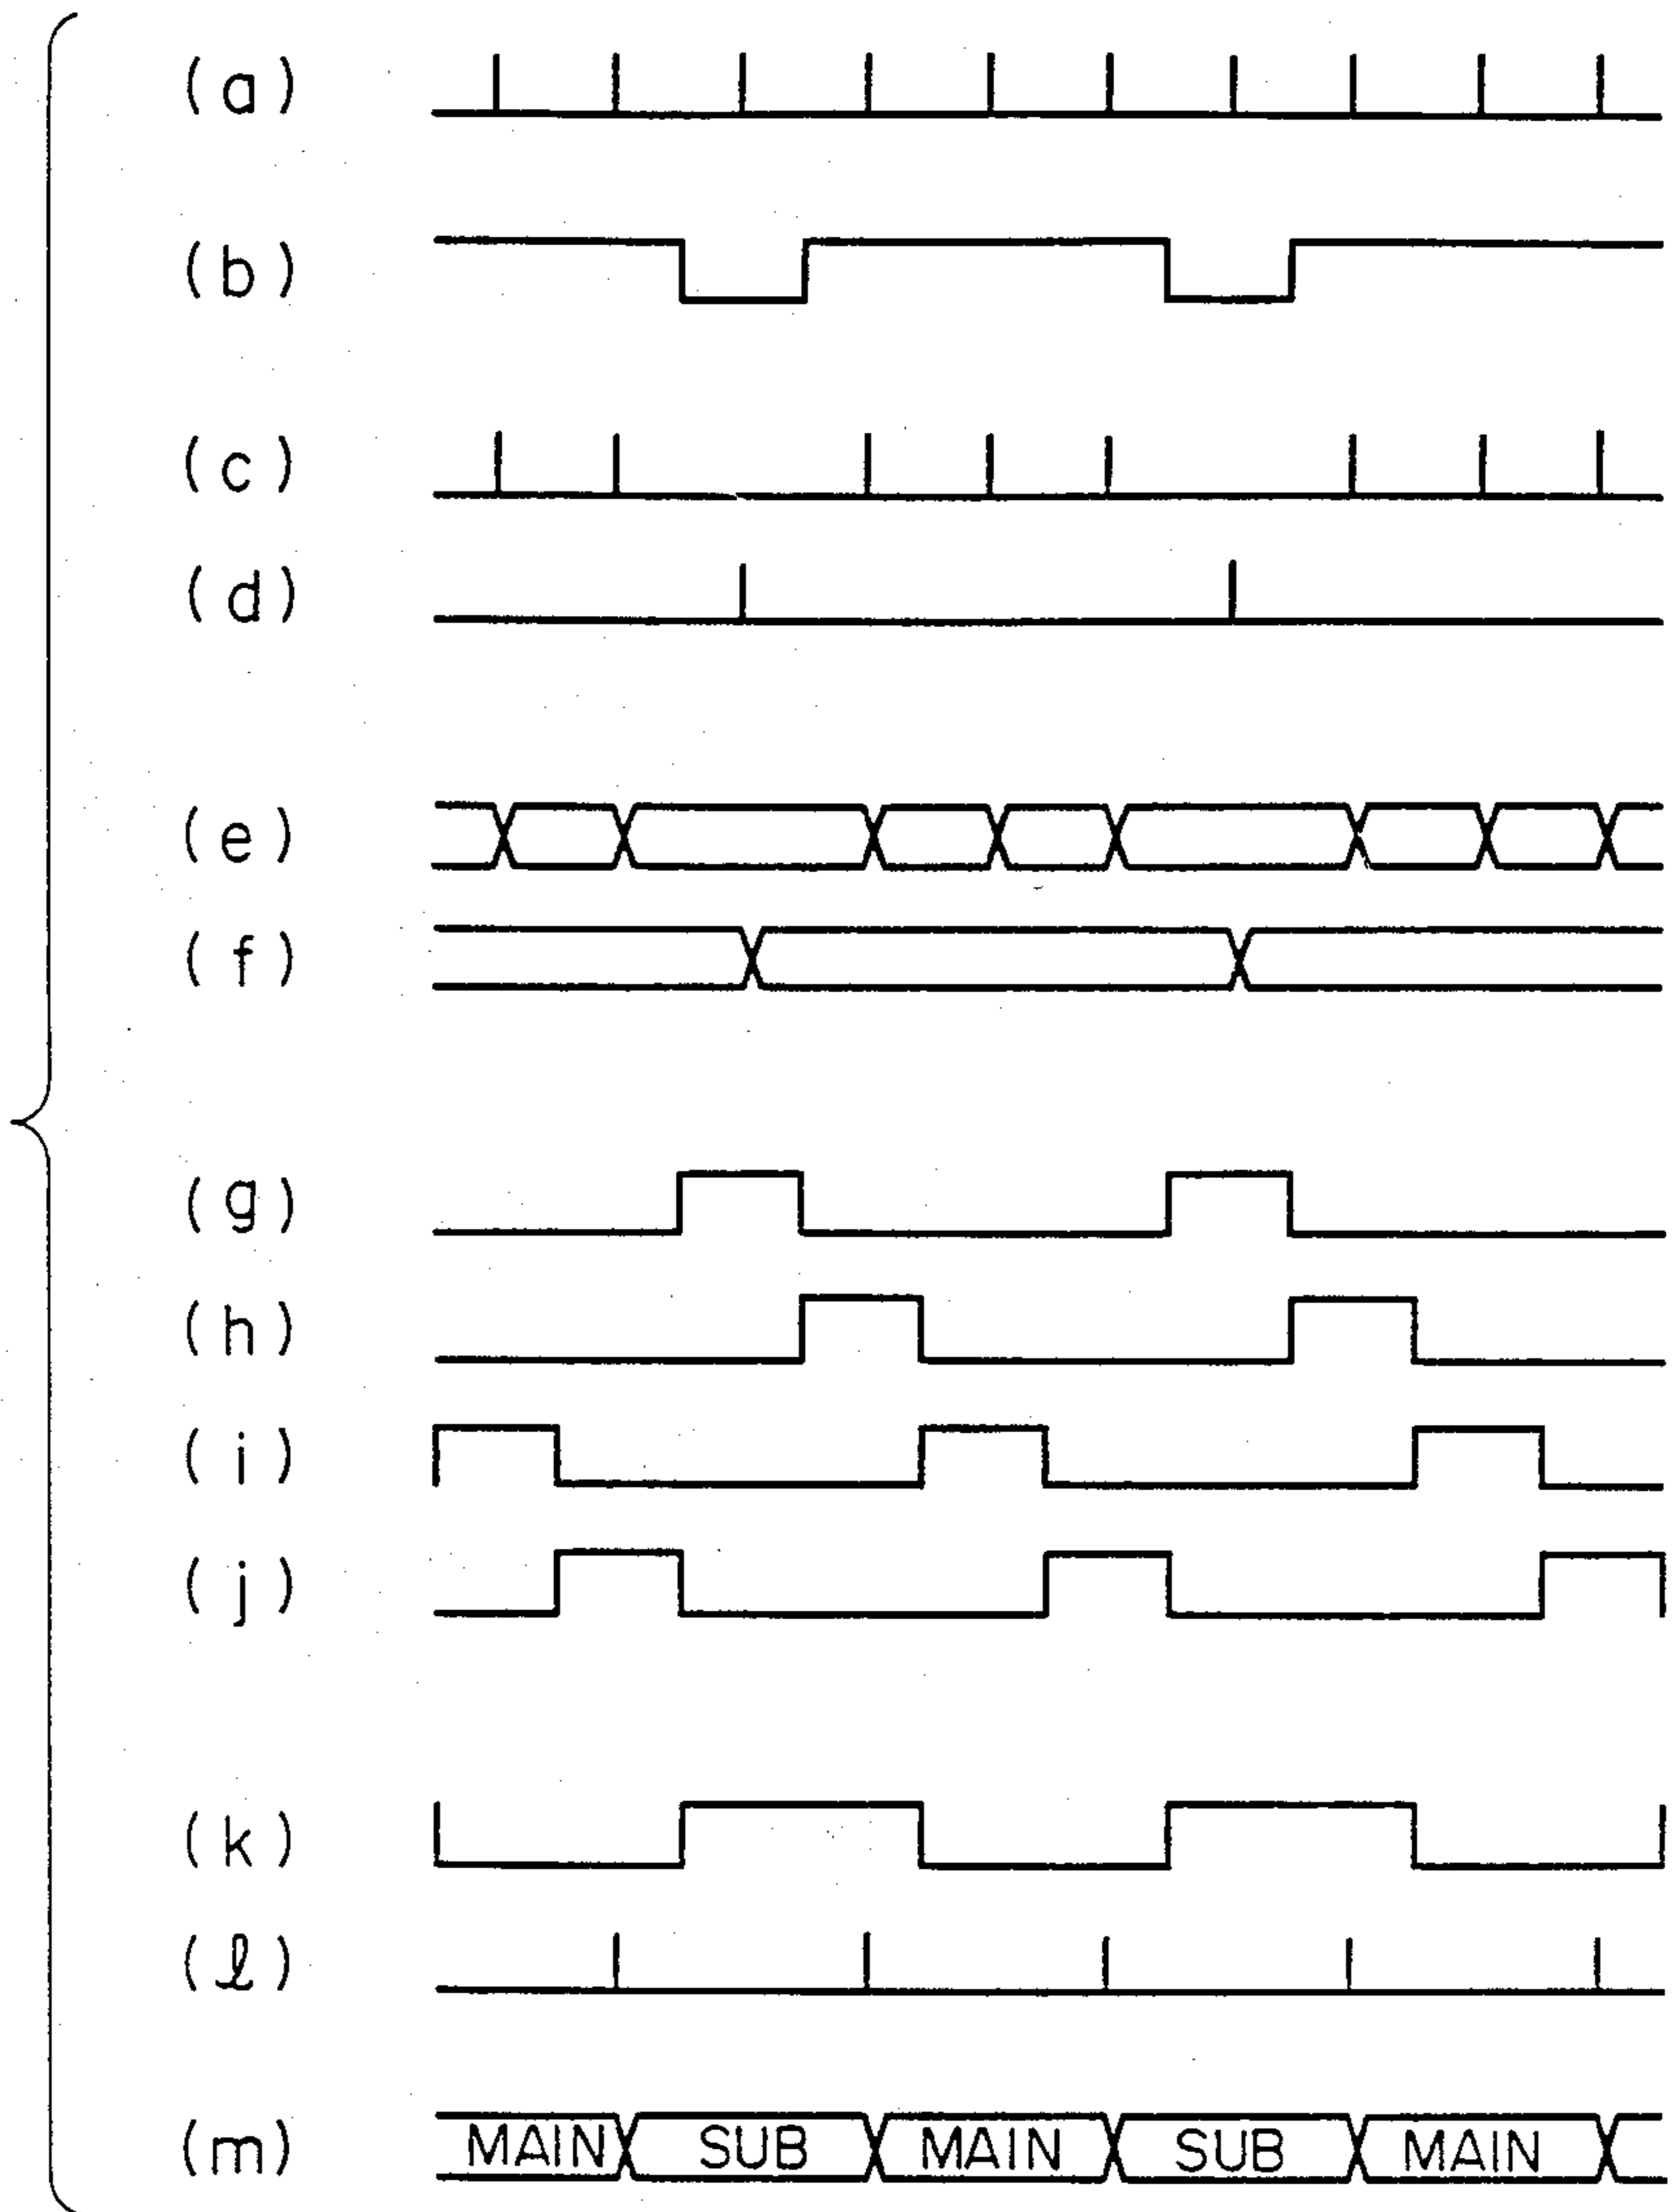 (a)
(b)
(c)
(d)
(e)
(f)
(g)
(h)
(i)
(j)
(k)
(ℓ)
(m) MAIN SUB MAIN SUB MAIN